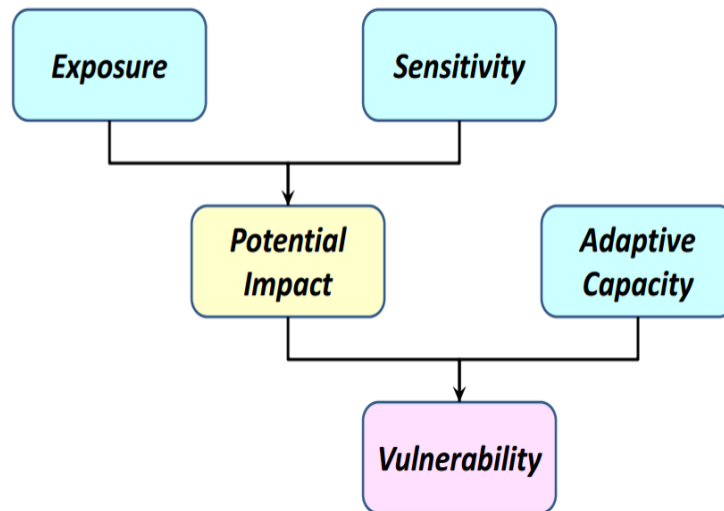 Exposure
Sensitivity
Potential
Impact
Adaptive
Capacity
Vulnerability